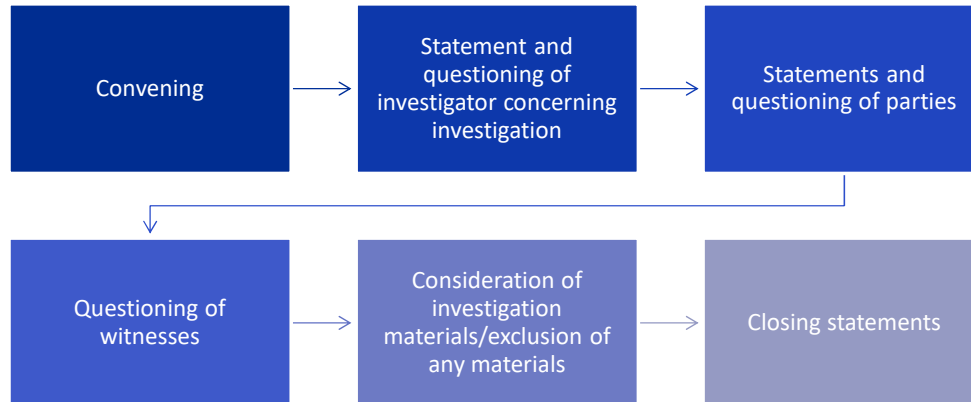 Convening
Statement and
questioning of
investigator concerning
investigation
Statements and
questioning of parties
Questioning of
witnesses
Consideration of
investigation
materials/exclusion of
any materials
Closing statements